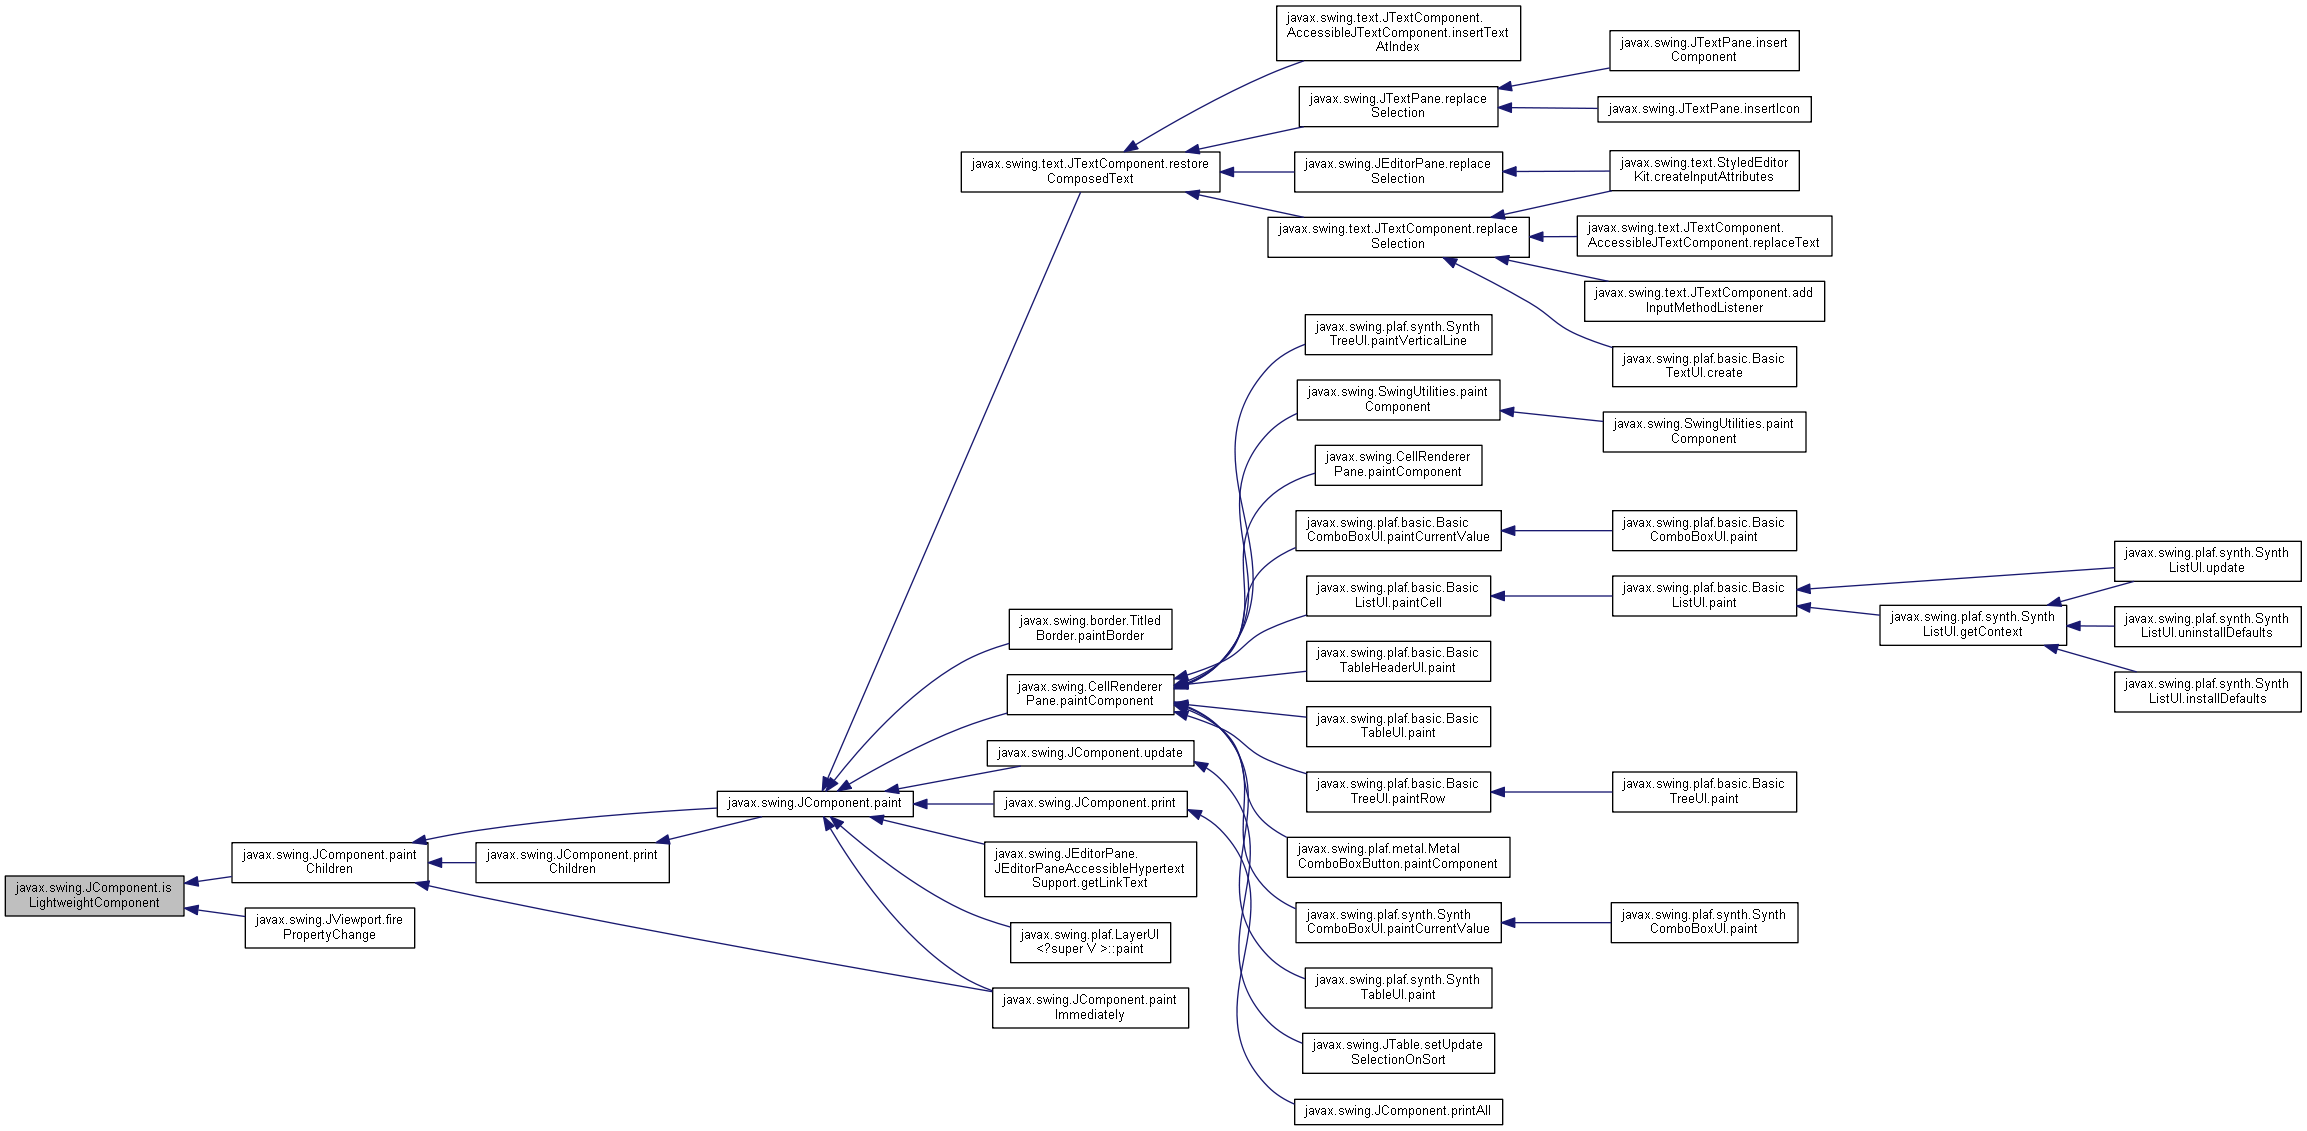 javax.swing.JComponent.is
LightweightComponent
javax.swing.JComponent.paint
Children
javax.swing.JViewport.fire
PropertyChange
javax.swing.JComponent.print
Children
javax.swing.JComponent.paint
javax.swing.text.JTextComponent.restore
ComposedText
javax.swing.border.Titled
Border.paintBorder
javax.swing.CellRenderer
Pane.paintComponent
javax.swing.JComponent.update
javax.swing.JComponent.print
javax.swing.JEditorPane.
JEditorPaneAccessibleHypertext
Support.getLinkText
javax.swing.plaf.LayerUI
<?super V >::paint
javax.swing.JComponent.paint
Immediately
javax.swing.text.JTextComponent.
AccessibleJTextComponent.insertText
AtIndex
javax.swing.JTextPane.replace
Selection
javax.swing.JEditorPane.replace
Selection
javax.swing.text.JTextComponent.replace
Selection
javax.swing.plaf.synth.Synth
TreeUI.paintVerticalLine
javax.swing.SwingUtilities.paint
Component
javax.swing.CellRenderer
Pane.paintComponent
javax.swing.plaf.basic.Basic
ComboBoxUI.paintCurrentValue
javax.swing.plaf.basic.Basic
ListUI.paintCell
javax.swing.plaf.basic.Basic
TableHeaderUI.paint
javax.swing.plaf.basic.Basic
TableUI.paint
javax.swing.plaf.basic.Basic
TreeUI.paintRow
javax.swing.plaf.metal.Metal
ComboBoxButton.paintComponent
javax.swing.plaf.synth.Synth
ComboBoxUI.paintCurrentValue
javax.swing.plaf.synth.Synth
TableUI.paint
javax.swing.JTable.setUpdate
SelectionOnSort
javax.swing.JComponent.printAll
javax.swing.JTextPane.insert
Component
javax.swing.JTextPane.insertIcon
javax.swing.text.StyledEditor
Kit.createInputAttributes
javax.swing.text.JTextComponent.
AccessibleJTextComponent.replaceText
javax.swing.text.JTextComponent.add
InputMethodListener
javax.swing.plaf.basic.Basic
TextUI.create
javax.swing.SwingUtilities.paint
Component
javax.swing.plaf.basic.Basic
ComboBoxUI.paint
javax.swing.plaf.basic.Basic
ListUI.paint
javax.swing.plaf.basic.Basic
TreeUI.paint
javax.swing.plaf.synth.Synth
ComboBoxUI.paint
javax.swing.plaf.synth.Synth
ListUI.getContext
javax.swing.plaf.synth.Synth
ListUI.update
javax.swing.plaf.synth.Synth
ListUI.uninstallDefaults
javax.swing.plaf.synth.Synth
ListUI.installDefaults